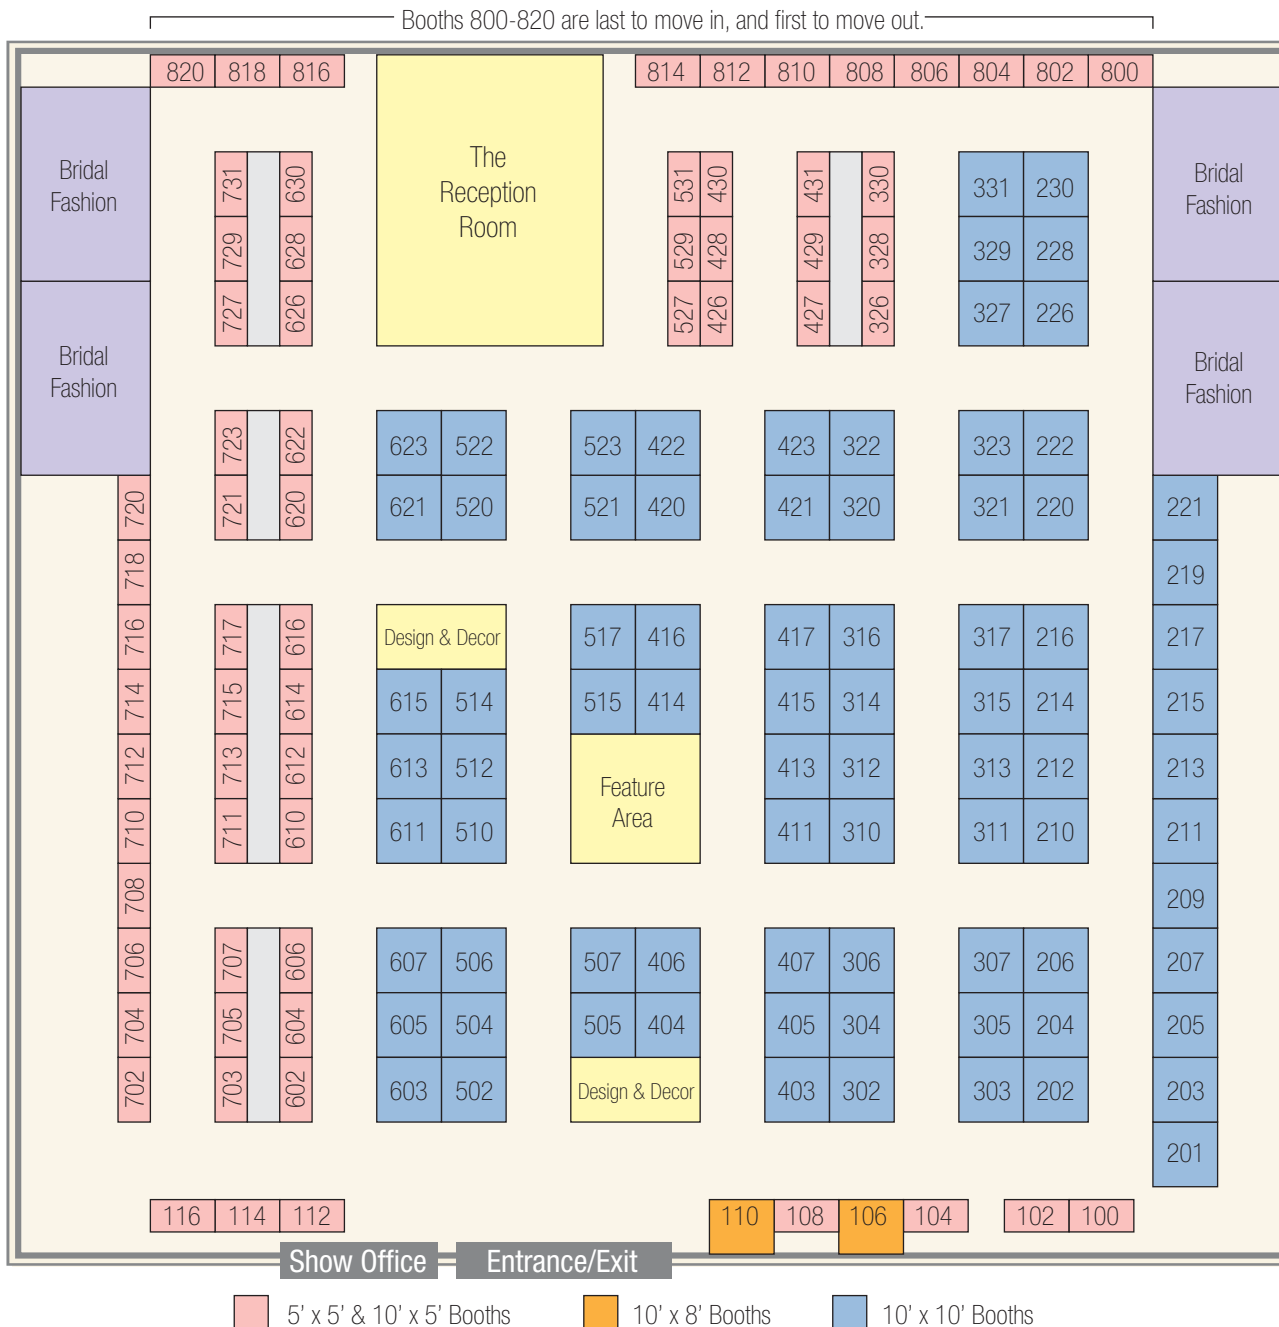 Booths 800-820 are last to move in, and first to move out.
820 818 816 814 812 810 808 806 804 802 800
Bridal
Fashion
Bridal
Fashion
The
Reception
Room
Bridal
Fashion
Bridal
Fashion
731 630 531 430 431 330 331 230
729 628 529 428 429 328 329 228
727 626 527 426 427 326 327 226
723 622 623 522 523 422 423 322 323 222
720 721 620 621 520 521 420 421 320 321 220 221
718 219
716 717 616 Design & Decor 517 416 417 316 317 216 217
714 715 614 615 514 515 414 415 314 315 214 215
712 713 612 613 512 413 312 313 212 213
Feature
Area
710 711 610 611 510 411 310 311 210 211
708 209
706 707 606 607 506 507 406 407 306 307 206 207
704 705 604 605 504 505 404 405 304 305 204 205
702 703 602 603 502 Design & Decor 403 302 303 202 203
201
116 114 112 110 108 106 104 102 100
Show Office Entrance/Exit
5' x 5' & 10' x 5' Booths 10' x 8' Booths 10' x 10' Booths